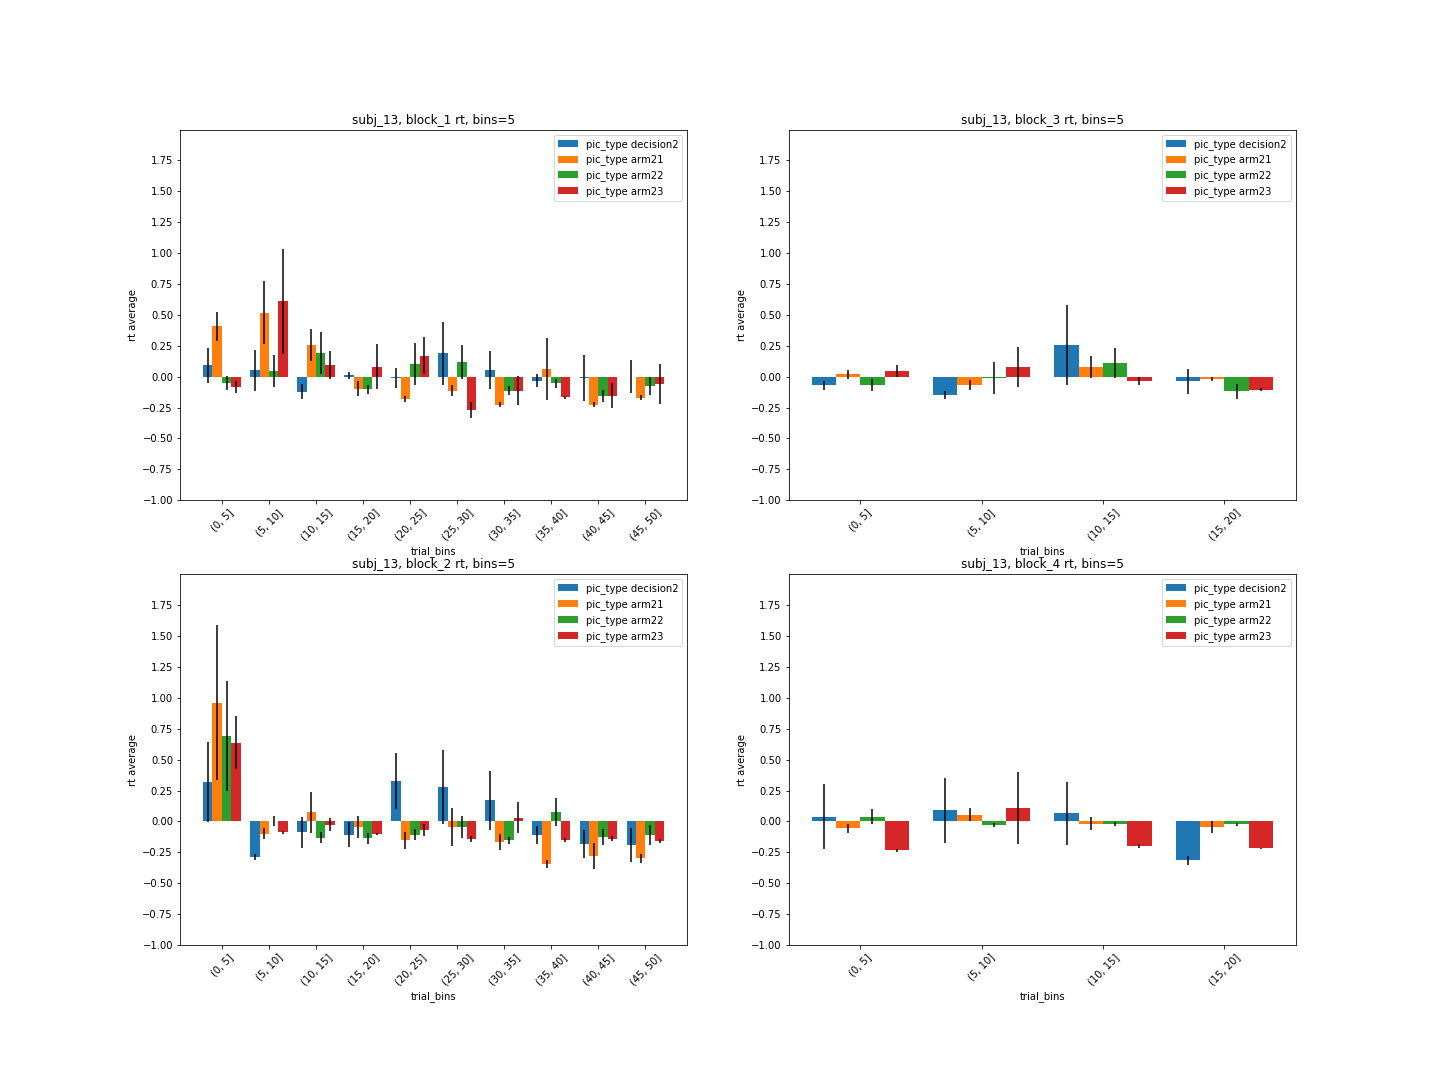 subj_13, block_1 rt, bins=5
pic_type decision2
pic_type arm21
pic_type arm22
pic_type arm23
rt average
1.75
1.50
1.25
1.00
0.75
0.50
0.25
0.00
−0.25
−0.50
−0.75
−1.00
(0, 5]
(5, 10]
(10, 15]
(15, 20]
(20, 25]
(25, 30]
(30, 35]
(35, 40]
(40, 45]
(45, 50]
trial_bins
subj_13, block_3 rt, bins=5
pic_type decision2
pic_type arm21
pic_type arm22
pic_type arm23
rt average
1.75
1.50
1.25
1.00
0.75
0.50
0.25
0.00
−0.25
−0.50
−0.75
−1.00
(0, 5]
(5, 10]
(10, 15]
(15, 20]
trial_bins
subj_13, block_2 rt, bins=5
pic_type decision2
pic_type arm21
pic_type arm22
pic_type arm23
rt average
1.75
1.50
1.25
1.00
0.75
0.50
0.25
0.00
−0.25
−0.50
−0.75
−1.00
(0, 5]
(5, 10]
(10, 15]
(15, 20]
(20, 25]
(25, 30]
(30, 35]
(35, 40]
(40, 45]
(45, 50]
trial_bins
subj_13, block_4 rt, bins=5
pic_type decision2
pic_type arm21
pic_type arm22
pic_type arm23
rt average
1.75
1.50
1.25
1.00
0.75
0.50
0.25
0.00
−0.25
−0.50
−0.75
−1.00
(0, 5]
(5, 10]
(10, 15]
(15, 20]
trial_bins